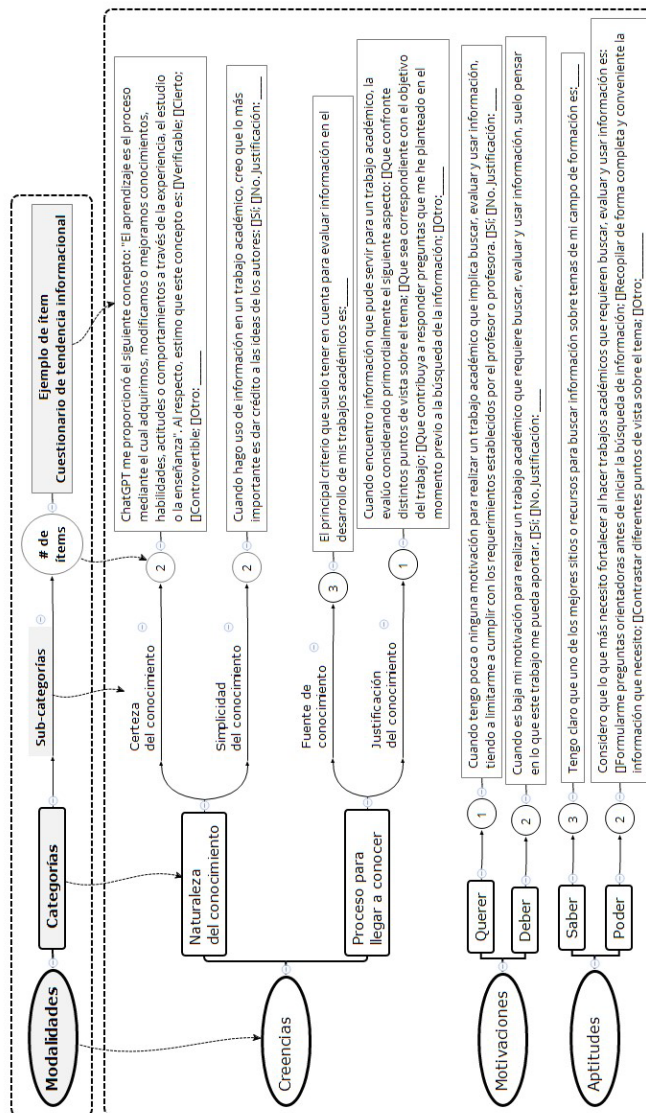 Modalidades
Categorías
Sub-categorías
# de
ítems
Ejemplo de ítem
Cuestionario de tendencia informacional
Creencias
Naturaleza
del conocimiento
Certeza
del conocimiento
2
ChatGPT me proporcionó el siguiente concepto: "El aprendizaje es el proceso
mediante el cual adquirimos, modificamos o mejoramos conocimientos,
habilidades, actitudes o comportamientos a través de la experiencia, el estudio
o la enseñanza". Al respecto, estimo que este concepto es: []Verificable; []Cierto;
[]Controvertible; []Otro: ______
Simplicidad
del conocimiento
2
Cuando hago uso de información en un trabajo académico, creo que lo más
importante es dar crédito a las ideas de los autores: []Sí; []No. Justificación: ____
Proceso para
llegar a conocer
Fuente de
conocimiento
3
El principal criterio que suelo tener en cuenta para evaluar información en el
desarrollo de mis trabajos académicos es:____
Justificación
del conocimiento
1
Cuando encuentro información que puede servir para un trabajo académico, la
evalúo considerando primordialmente el siguiente aspecto: []Que confronte
distintos puntos de vista sobre el tema; []Que sea correspondiente con el objetivo
del trabajo; []Que contribuya a responder preguntas que me he planteado en el
momento previo a la búsqueda de la información; []Otro:____
Motivaciones
Querer
1
Cuando tengo poca o ninguna motivación para realizar un trabajo académico que implica buscar, evaluar y usar información,
tiendo a limitarme a cumplir con los requerimientos establecidos por el profesor o profesora. []Sí; []No. Justificación: ____
Deber
2
Cuando es baja mi motivación para realizar un trabajo académico que requiere buscar, evaluar y usar información, suelo pensar
en lo que este trabajo me pueda aportar. []Sí; []No. Justificación: ____
Aptitudes
Saber
3
Tengo claro que uno de los mejores sitios o recursos para buscar información sobre temas de mi campo de formación es:____
Poder
2
Considero que lo que más necesito fortalecer al hacer trabajos académicos que requieren buscar, evaluar y usar información es:
[]Formularme preguntas orientadoras antes de iniciar la búsqueda de información; []Recopilar de forma completa y conveniente la
información que necesito; []Contrastar diferentes puntos de vista sobre el tema; []Otro:____